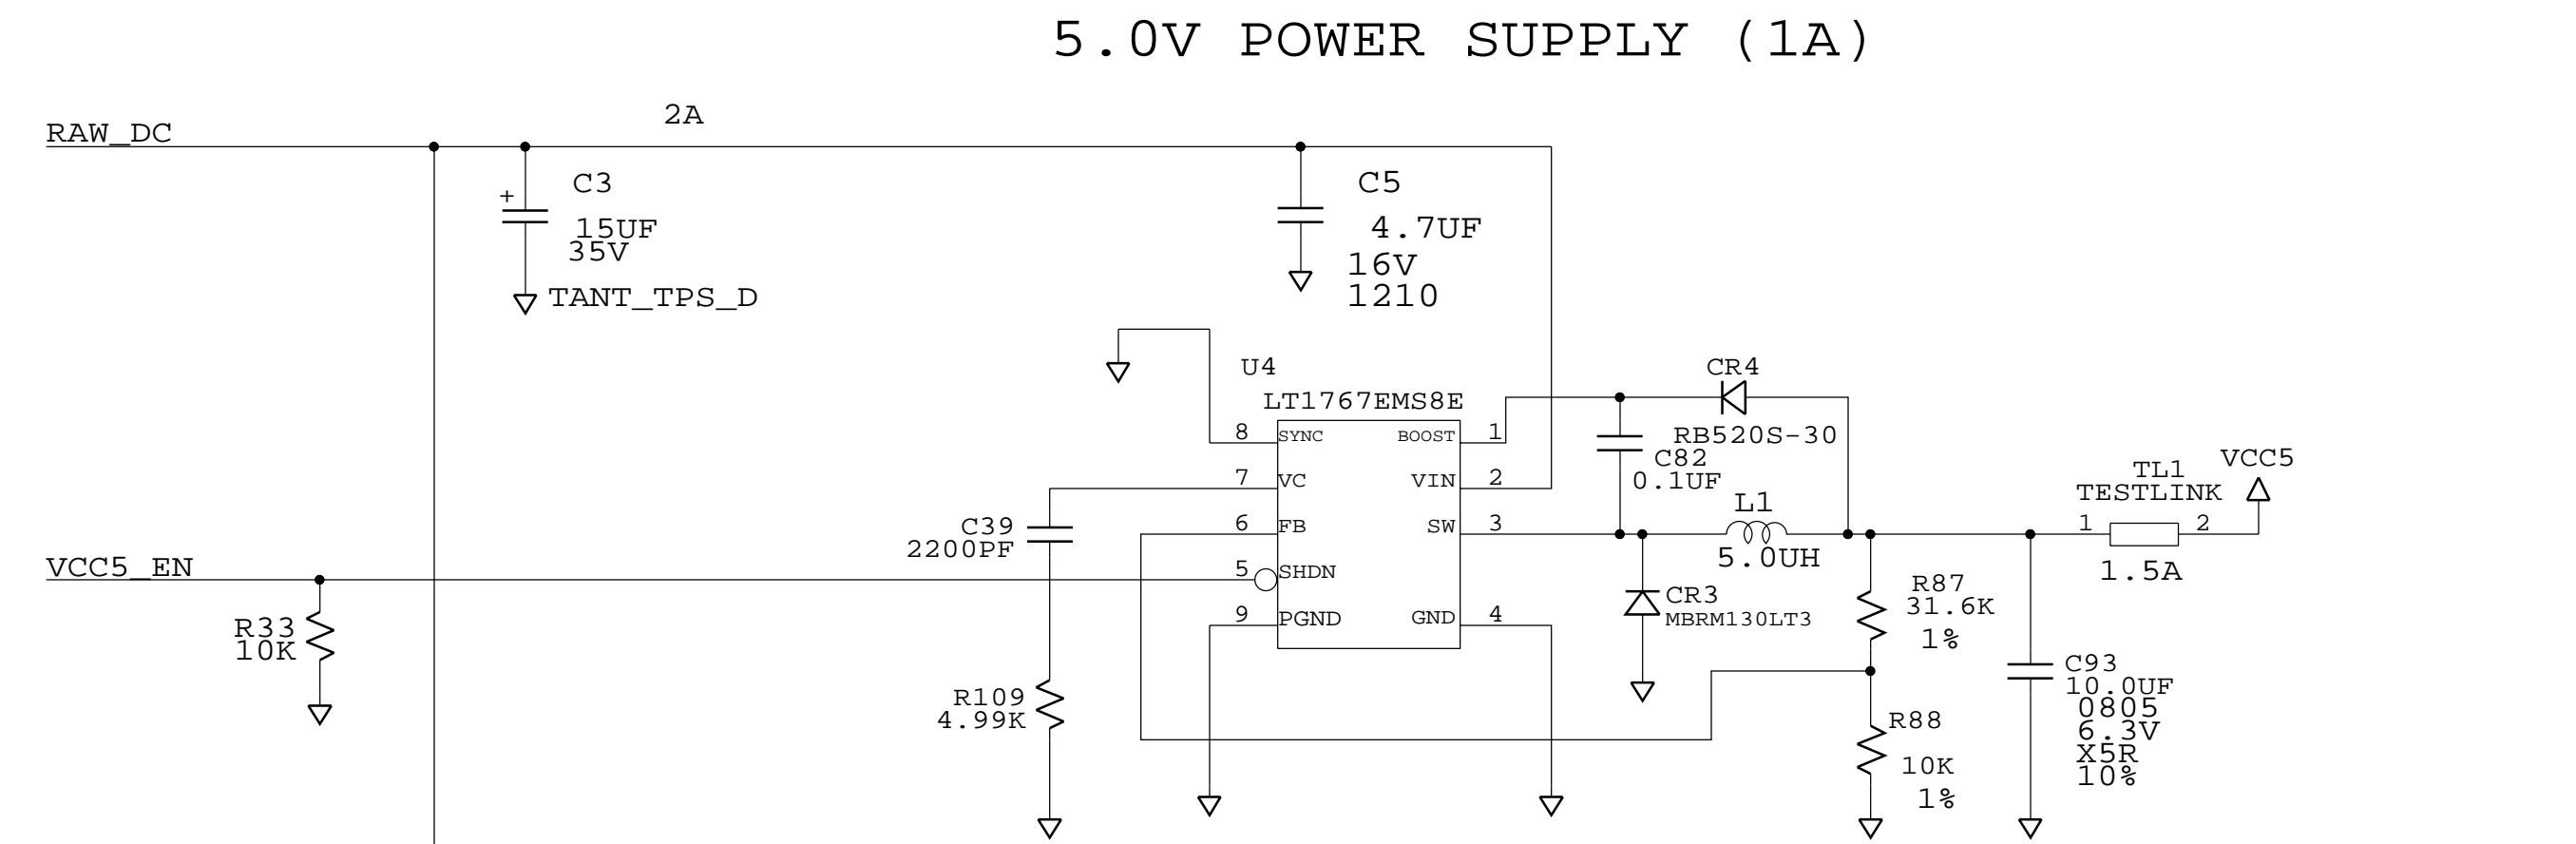 5.0V POWER SUPPLY (1A)
2A
RAW_DC
C3
15UF
35V
TANT_TPS_D
+
C5
4.7UF
16V
1210
U4
LT1767EMS8E
8 SYNC
BOOST 1
7 VC
VIN 2
6 FB
SW 3
5 SHDN
9 PGND
GND 4
CR4
RB520S-30
C82
0.1UF
L1
5.0UH
TL1
TESTLINK
1 2
1.5A
VCC5
C39
2200PF
VCC5_EN
R33
10K
R109
4.99K
CR3
MBRM130LT3
R87
31.6K
1%
R88
10K
1%
C93
10.0UF
0805
6.3V
X5R
10%